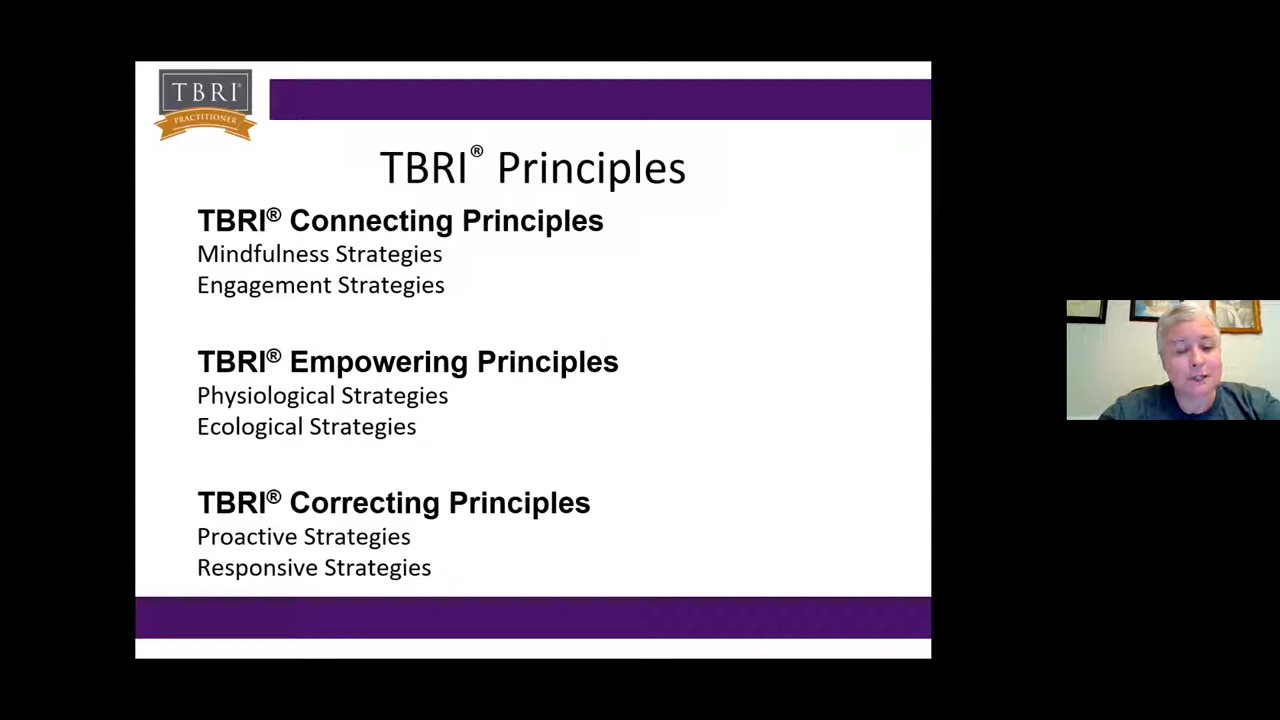 TBRI®
PRACTITIONER
TBRI® Principles
TBRI® Connecting Principles
Mindfulness Strategies
Engagement Strategies
TBRI® Empowering Principles
Physiological Strategies
Ecological Strategies
TBRI® Correcting Principles
Proactive Strategies
Responsive Strategies